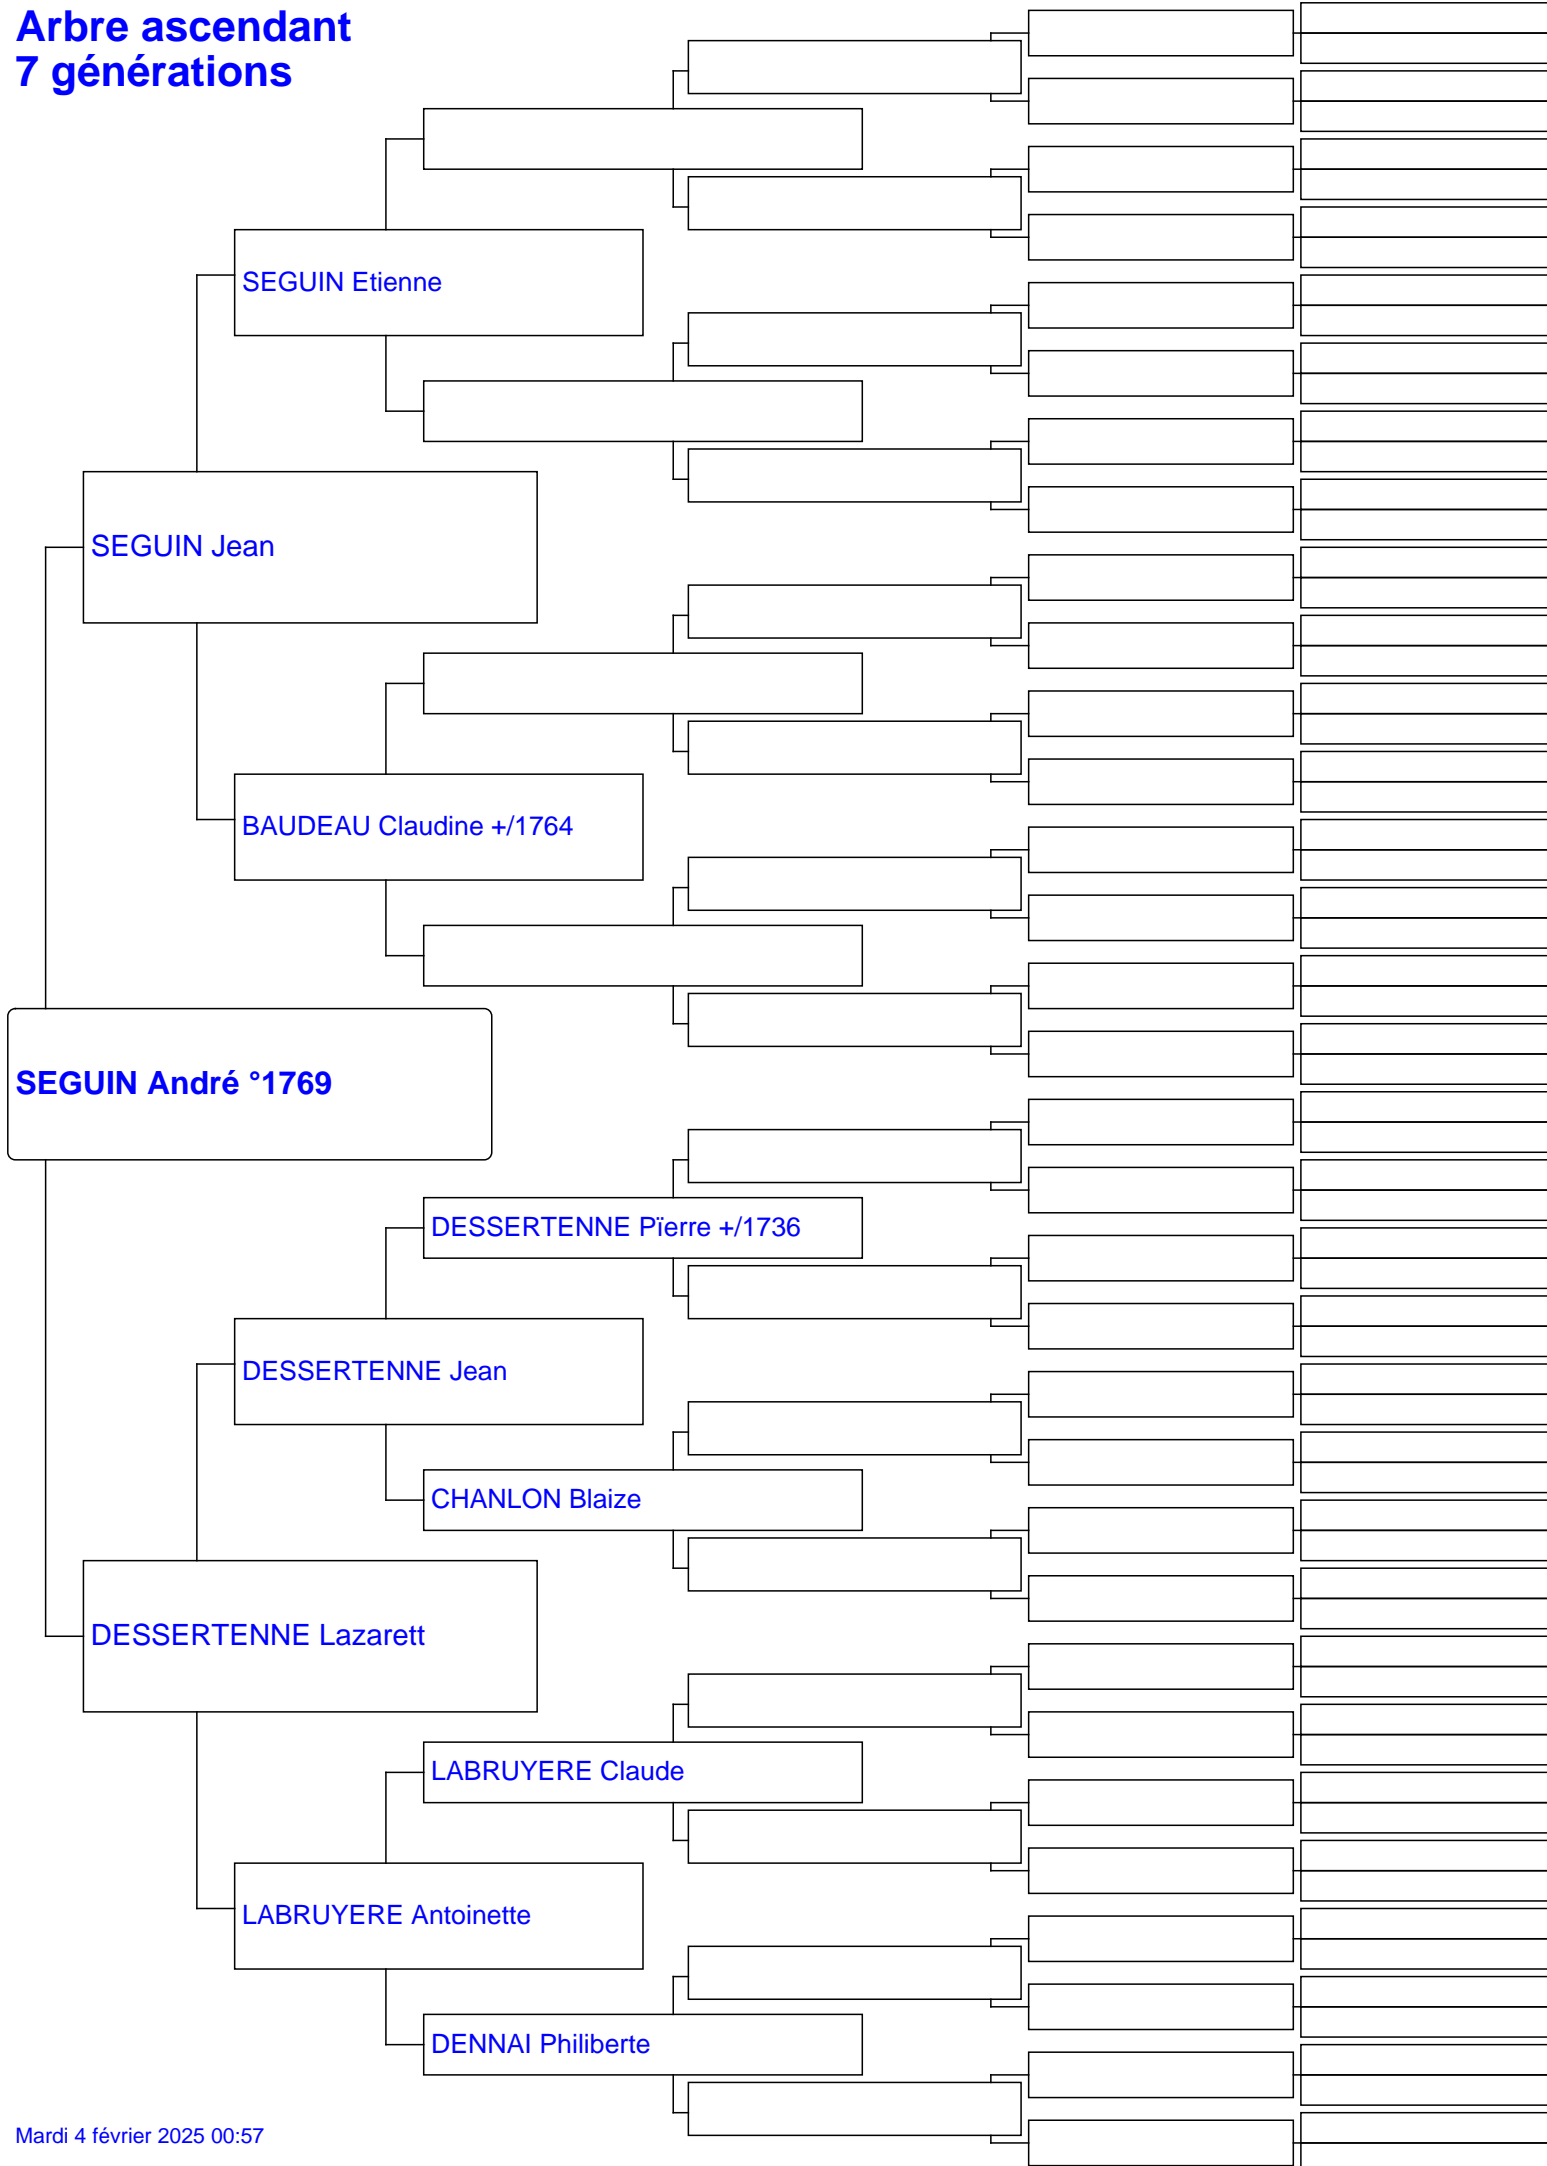 Arbre ascendant
7 générations
SEGUIN Etienne
SEGUIN Jean
BAUDEAU Claudine +/1764
SEGUIN André °1769
DESSERTENNE Pïerre +/1736
DESSERTENNE Jean
CHANLON Blaize
DESSERTENNE Lazarett
LABRUYERE Claude
LABRUYERE Antoinette
DENNAI Philiberte
Mardi 4 février 2025 00:57